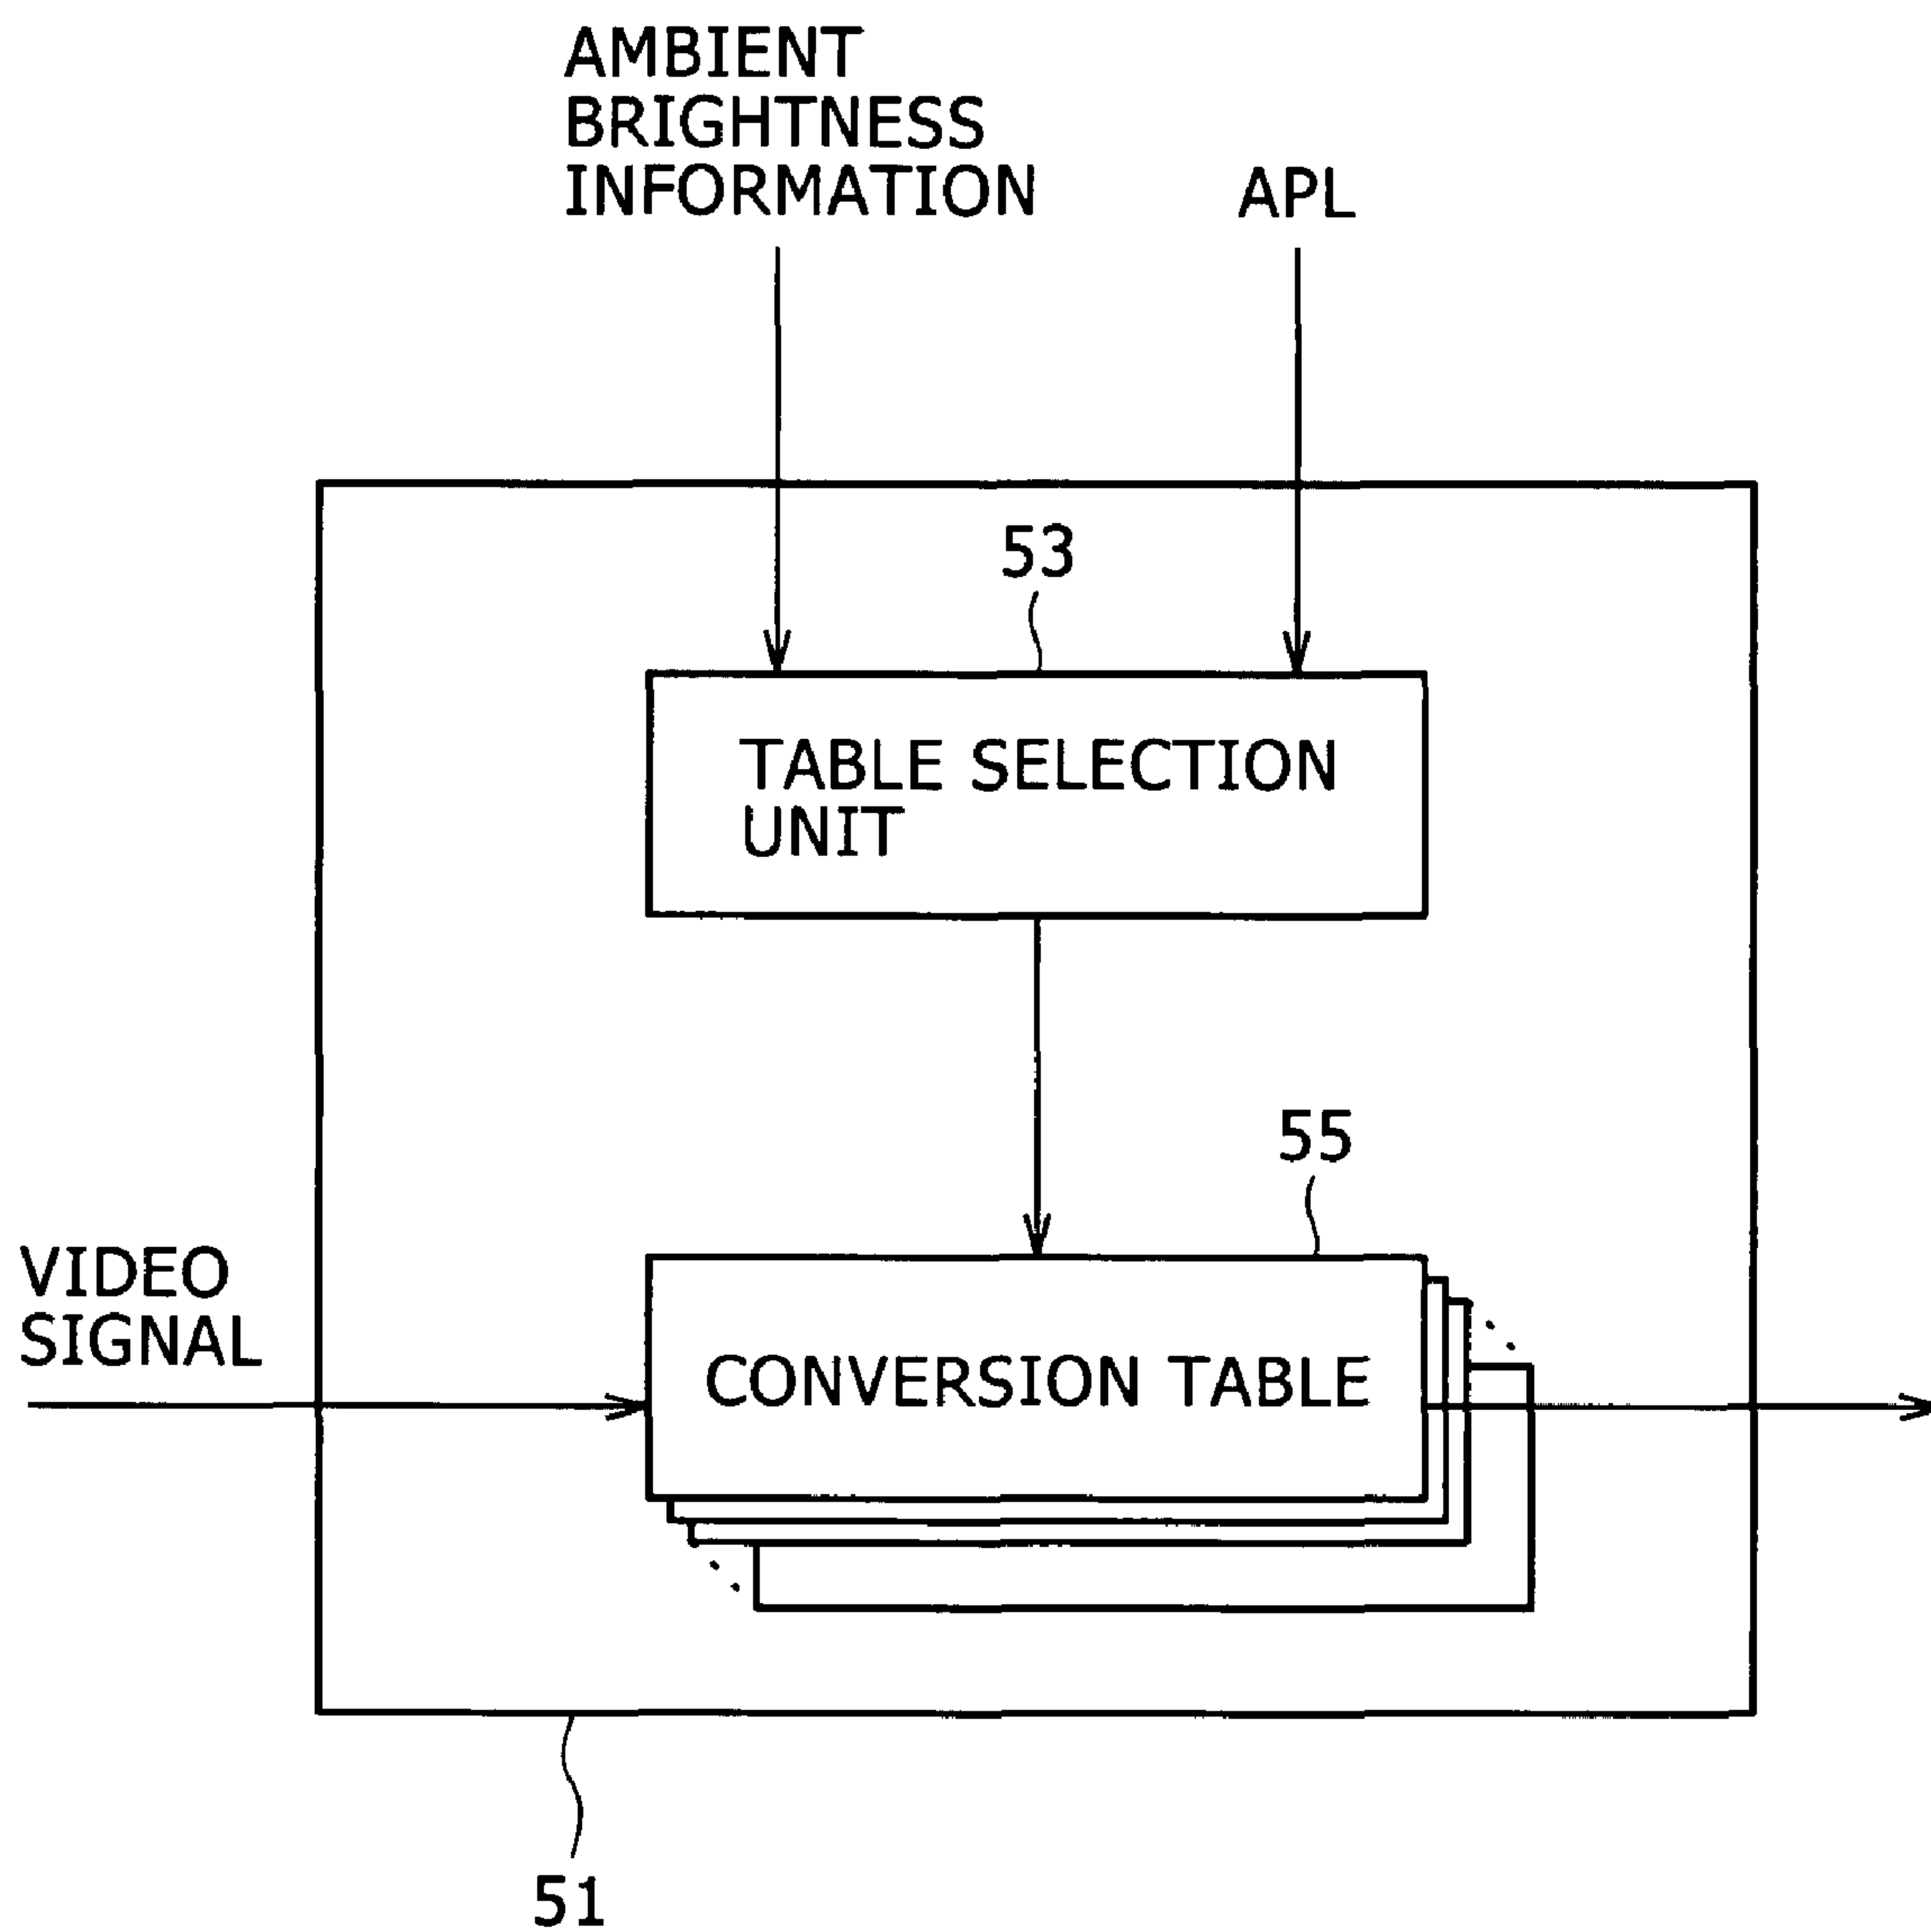 AMBIENT
BRIGHTNESS
INFORMATION
APL
53
TABLE SELECTION
UNIT
55
VIDEO
SIGNAL
CONVERSION TABLE
51